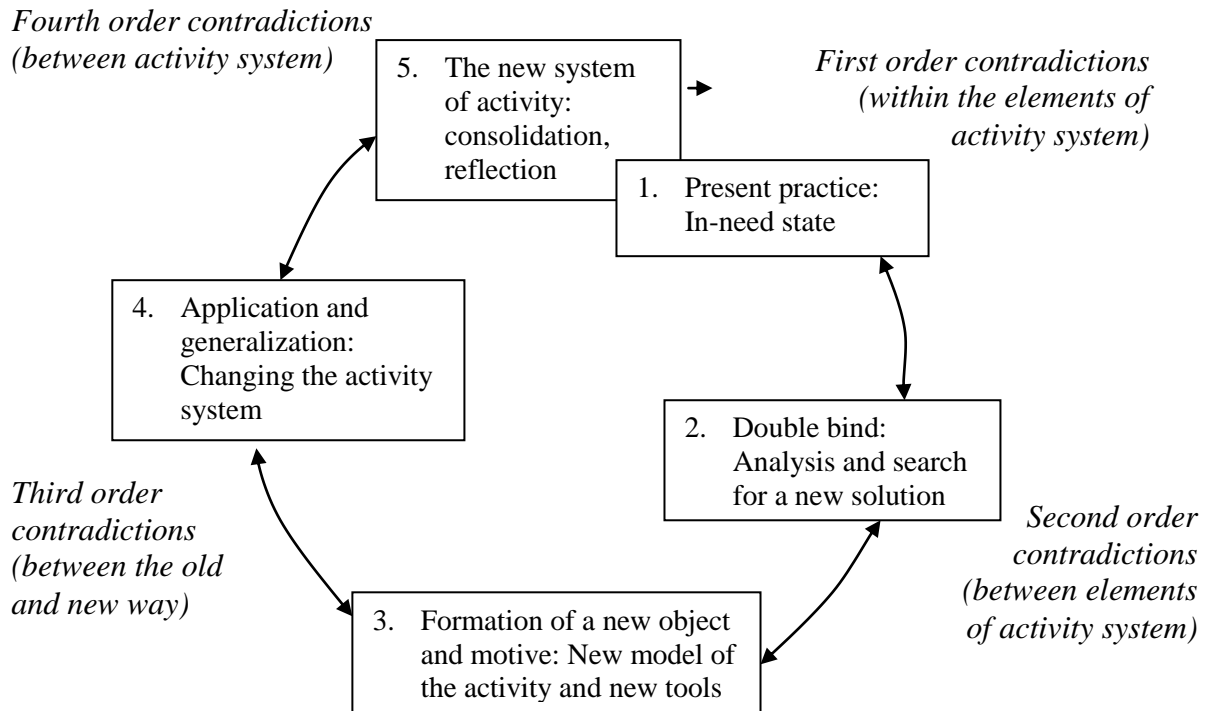 Fourth order contradictions
(between activity system)
5. The new system
of activity:
consolidation,
reflection
First order contradictions
(within the elements of
activity system)
1. Present practice:
In-need state
4. Application and
generalization:
Changing the activity
system
2. Double bind:
Analysis and search
for a new solution
Third order
contradictions
(between the old
and new way)
Second order
contradictions
(between elements
of activity system)
3. Formation of a new object
and motive: New model of
the activity and new tools